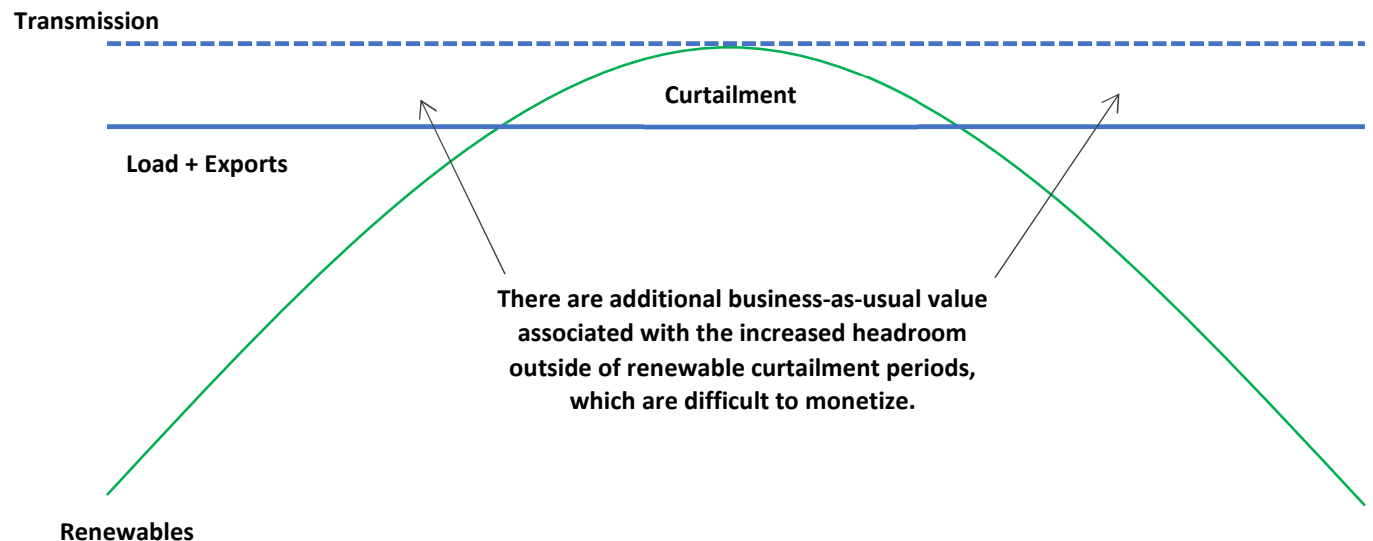 Transmission
Curtailment
Load + Exports
There are additional business-as-usual value
associated with the increased headroom
outside of renewable curtailment periods,
which are difficult to monetize.
Renewables